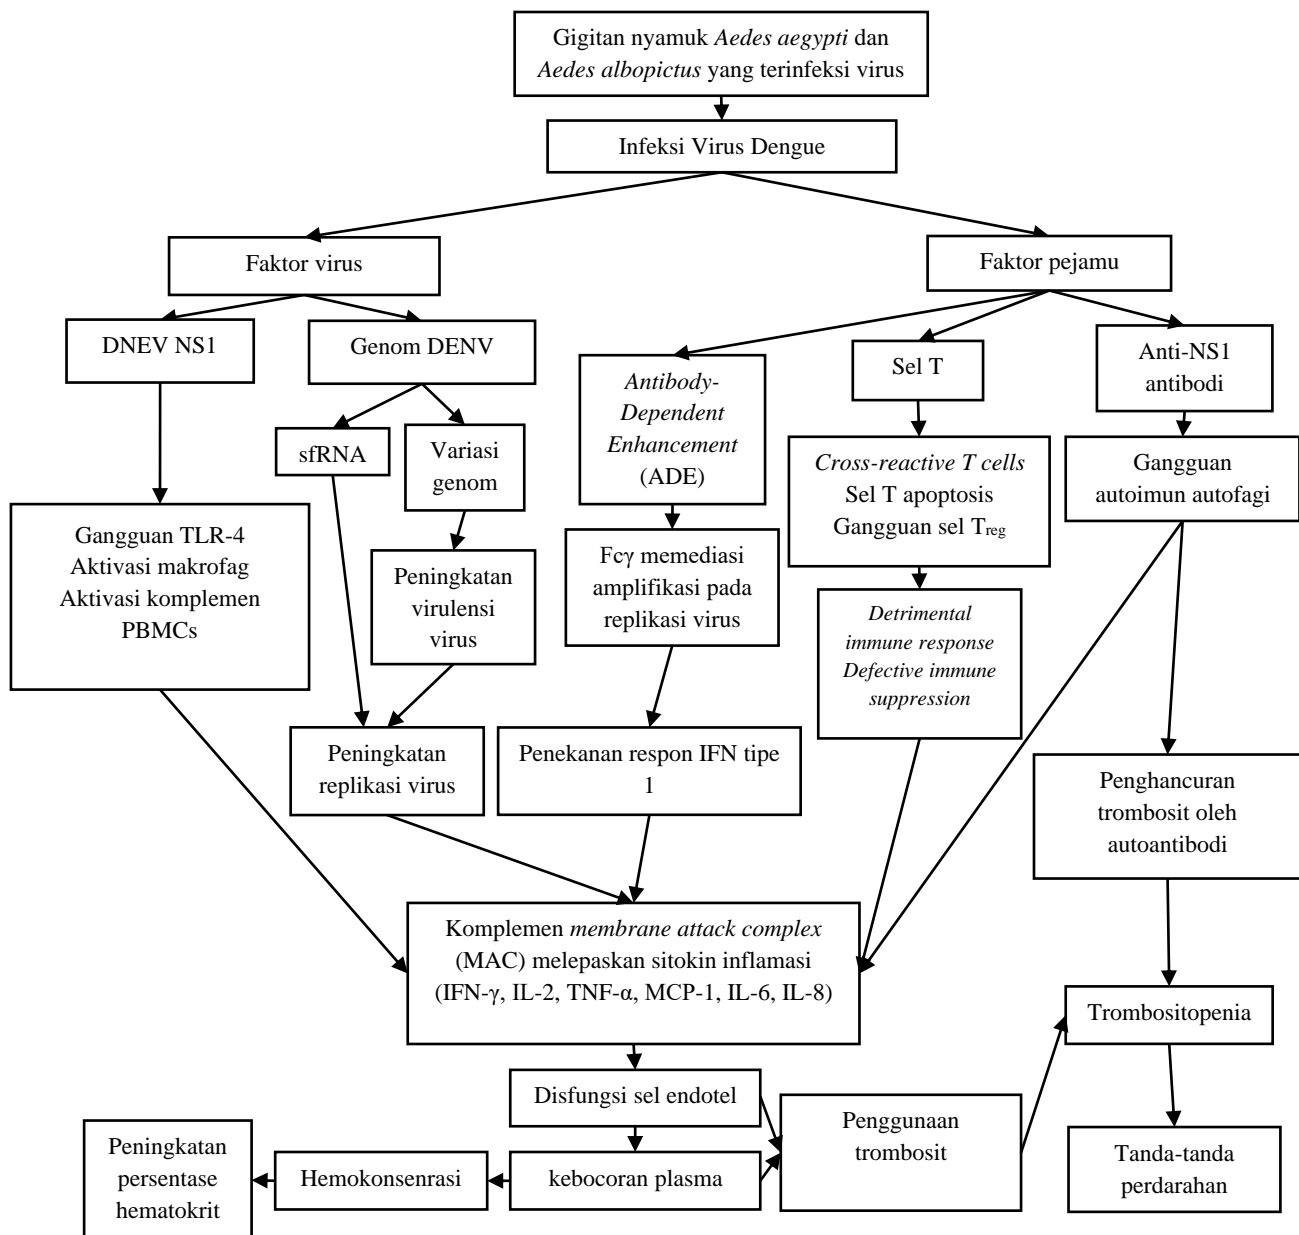 Gigitan nyamuk Aedes aegypti dan
Aedes albopictus yang terinfeksi virus
Infeksi Virus Dengue
Faktor virus
Faktor pejamu
DNEV NS1
Genom DENV
Antibody-
Dependent
Enhancement
(ADE)
Sel T
Anti-NS1
antibodi
sfRNA
Variasi
genom
Cross-reactive T cells
Sel T apoptosis
Gangguan sel Treg
Gangguan
autoimun autofagi
Gangguan TLR-4
Aktivasi makrofag
Aktivasi komplemen
PBMCs
Peningkatan
virulensi
virus
Fcγ memediasi
amplifikasi pada
replikasi virus
Detrimental
immune response
Defective immune
suppression
Peningkatan
replikasi virus
Penekanan respon IFN tipe
1
Penghancuran
trombosit oleh
autoantibodi
Komplemen membrane attack complex
(MAC) melepaskan sitokin inflamasi
(IFN-γ, IL-2, TNF-α, MCP-1, IL-6, IL-8)
Trombositopenia
Disfungsi sel endotel
Penggunaan
trombosit
Peningkatan
persentase
hematokrit
Hemokonsenrasi
kebocoran plasma
Tanda-tanda
perdarahan